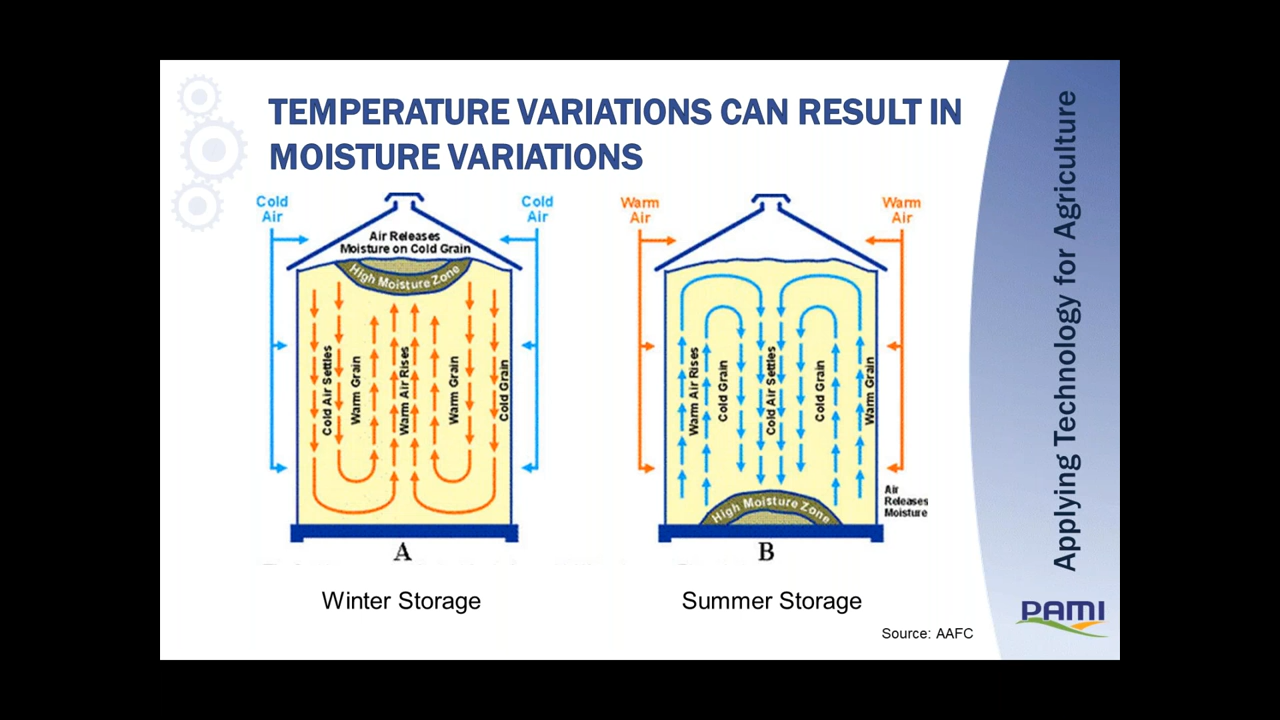 TEMPERATURE VARIATIONS CAN RESULT IN
MOISTURE VARIATIONS
Cold
Air
Cold
Air
Air Releases
Moisture on Cold Grain
High Moisture Zone
Cold Air Settles
Warm Grain
Warm Air Rises
Warm Grain
Cold Grain
A
Winter Storage
Warm
Air
Warm
Air
Warm Air Rises
Cold Grain
Cold Air Settles
Cold Grain
Warm Grain
High Moisture Zone
Air
Releases
Moisture
B
Summer Storage
Source: AAFC
Applying Technology for Agriculture
PAMI